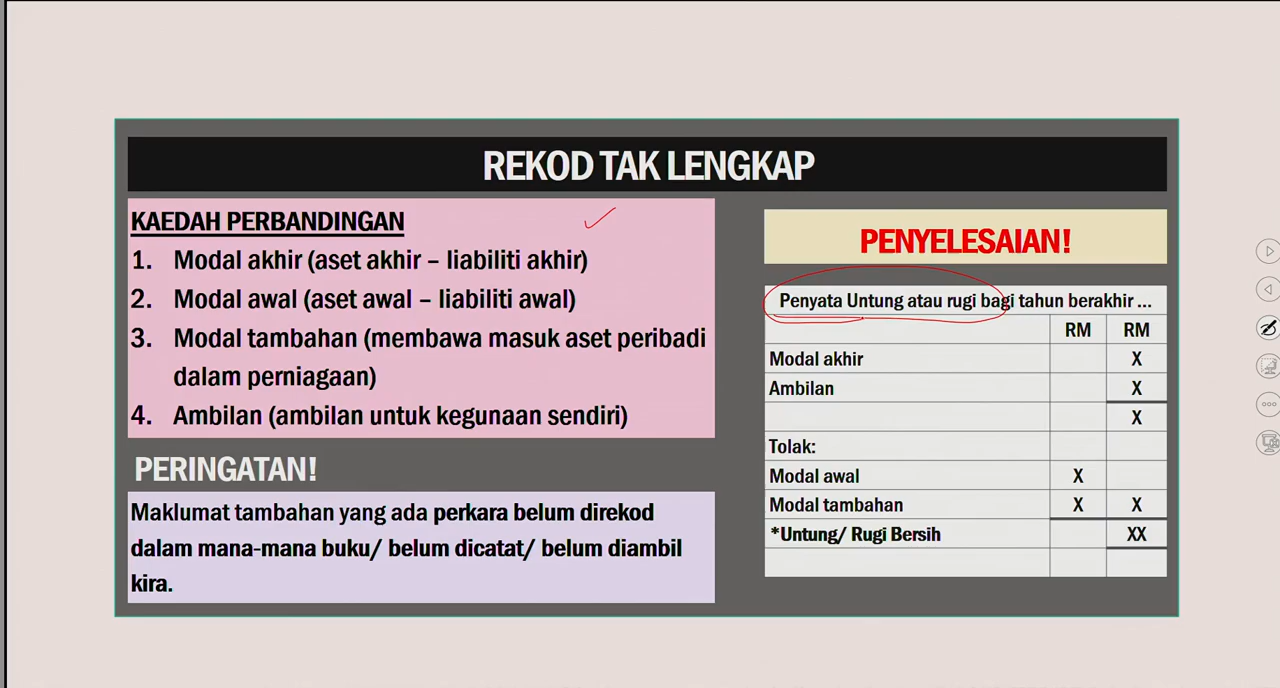 REKOD TAK LENGKAP
KAEDAH PERBANDINGAN
1. Modal akhir (aset akhir – liabiliti akhir)
2. Modal awal (aset awal – liabiliti awal)
3. Modal tambahan (membawa masuk aset peribadi
dalam perniagaan)
4. Ambilan (ambilan untuk kegunaan sendiri)
PERINGATAN!
Maklumat tambahan yang ada perkara belum direkod
dalam mana-mana buku/ belum dicatat/ belum diambil
kira.
PENYELESAIAN!
Penyata Untung atau rugi bagi tahun berakhir ...
RM RM
Modal akhir X
Ambilan X
X
Tolak:
Modal awal X
Modal tambahan X X
*Untung/ Rugi Bersih XX